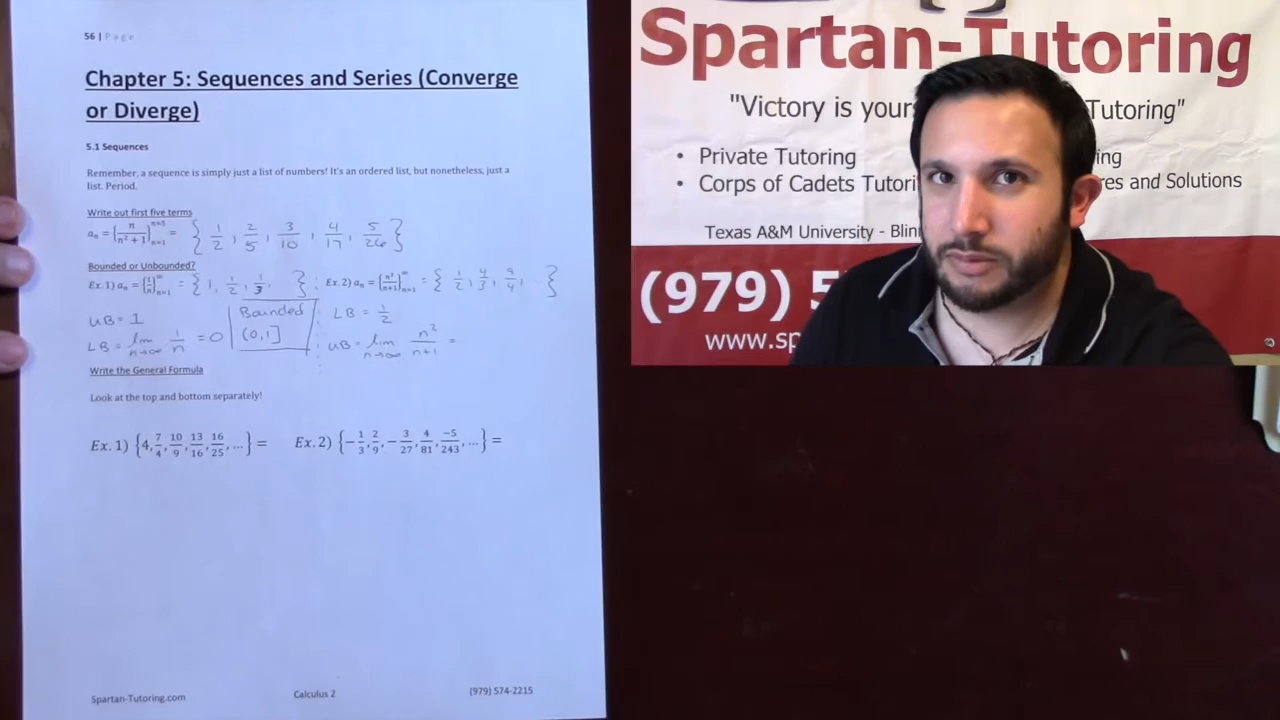 56 | Page
Chapter 5: Sequences and Series (Converge
or Diverge)
5.1 Sequences
Remember, a sequence is simply just a list of numbers! It's an ordered list, but nonetheless, just a
list. Period.
Write out first five terms
aₙ = {n/(n²+1)}ₙ₌₁ⁿ⁼⁵ = { 1/2, 2/5, 3/10, 4/17, 5/26 }
Bounded or Unbounded?
Ex. 1) aₙ = {1/n}ₙ₌₁^∞ = { 1, 1/2, 1/3, }
UB = 1
LB = lim n→∞ 1/n = 0
Bounded
(0,1]
Ex. 2) aₙ = {n²/(n+1)}ₙ₌₁^∞ = { 1/2, 4/3, 9/4, ... }
LB = 1/2
UB = lim n→∞ n²/(n+1) =
Write the General Formula
Look at the top and bottom separately!
Ex. 1) {4, 7/4, 10/9, 13/16, 16/25, ...} =
Ex. 2) {-1/3, 2/9, -3/27, 4/81, -5/243, ...} =
Spartan-Tutoring.com
Calculus 2
(979) 574-2215
Spartan-Tutoring
"Victory is your Tutoring"
• Private Tutoring
• Corps of Cadets Tutori
res and Solutions
Texas A&M University - Blin
(979) 5
www.sp